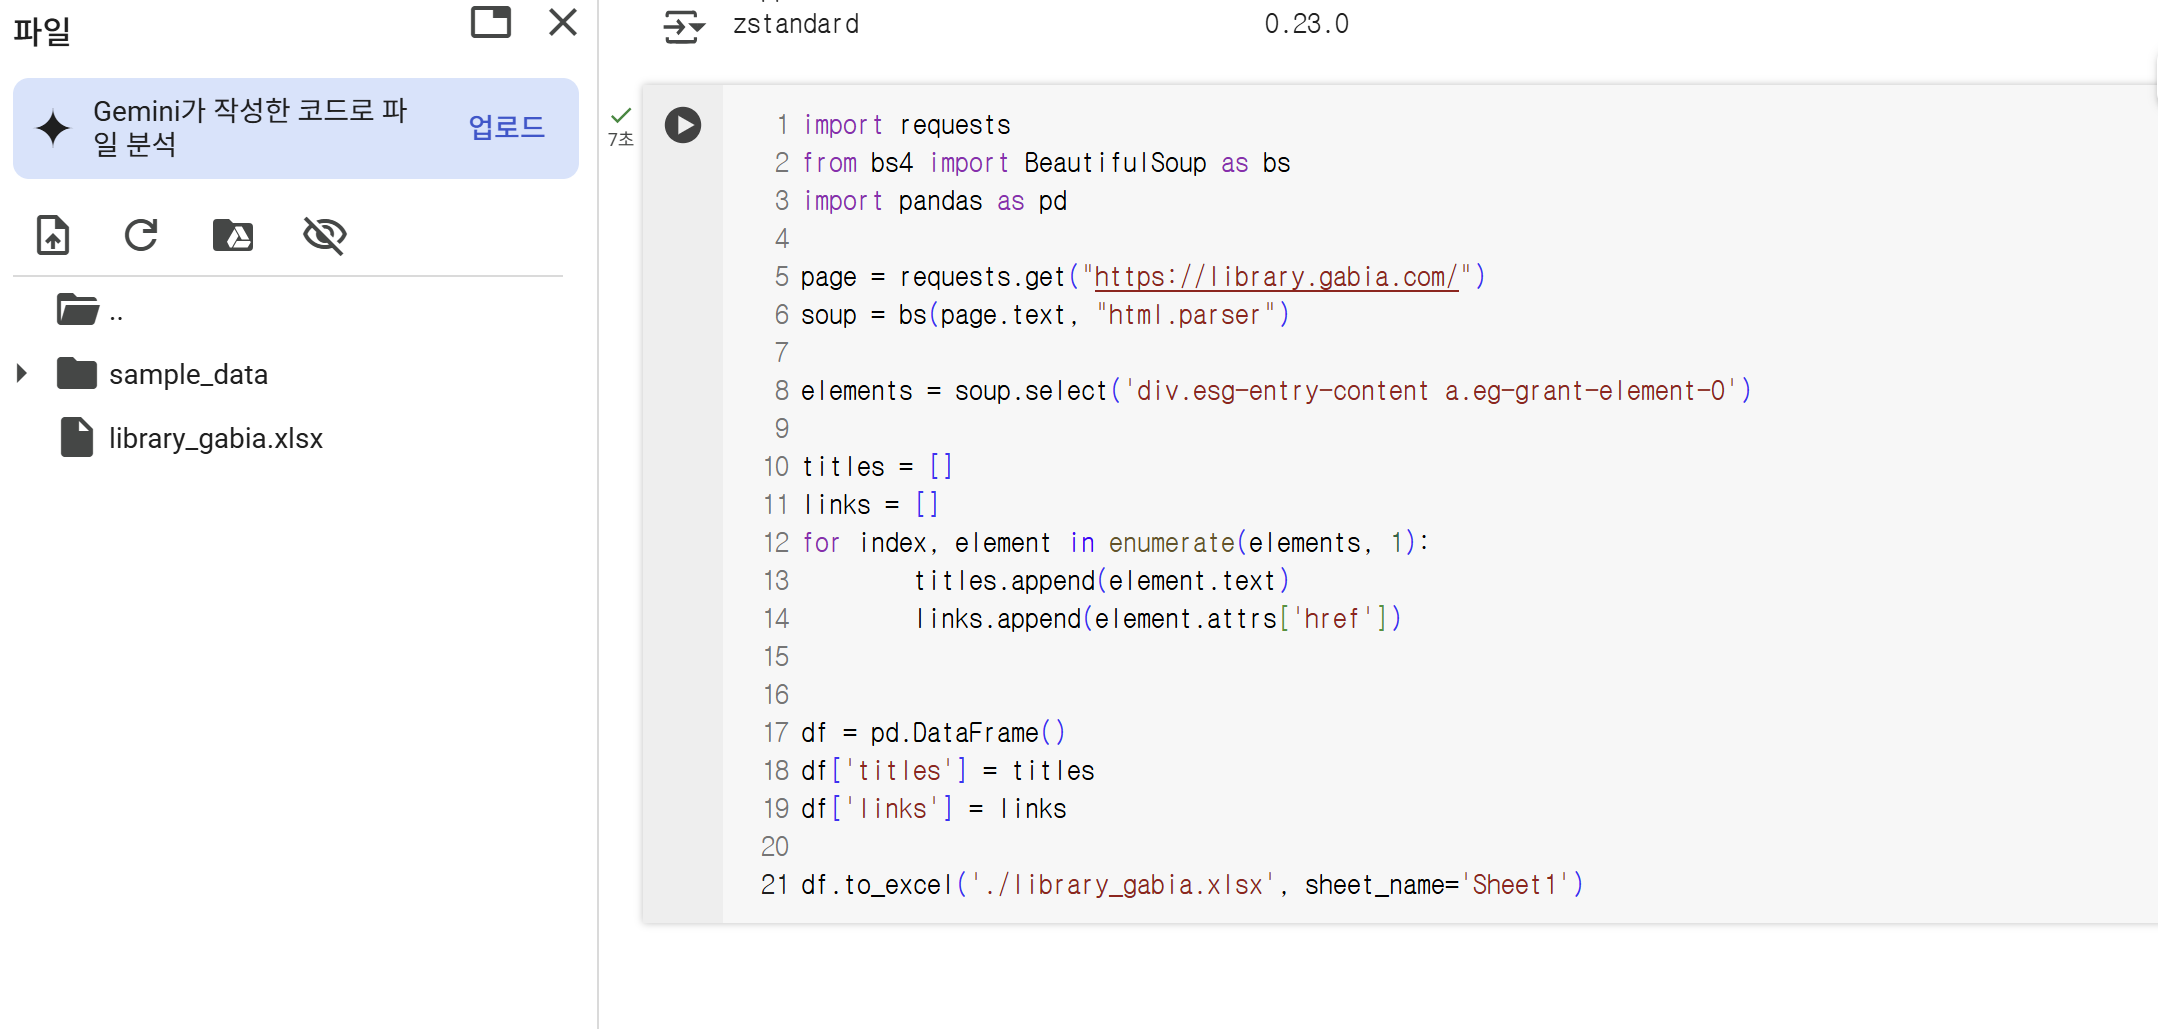 파일
Gemini가 작성한 코드로 파
일 분석
업로드
..
sample_data
library_gabia.xlsx
zstandard 0.23.0
7초
1 import requests
2 from bs4 import BeautifulSoup as bs
3 import pandas as pd
4
5 page = requests.get("https://library.gabia.com/")
6 soup = bs(page.text, "html.parser")
7
8 elements = soup.select('div.esg-entry-content a.eg-grant-element-0')
9
10 titles = []
11 links = []
12 for index, element in enumerate(elements, 1):
13         titles.append(element.text)
14         links.append(element.attrs['href'])
15
16
17 df = pd.DataFrame()
18 df['titles'] = titles
19 df['links'] = links
20
21 df.to_excel('./library_gabia.xlsx', sheet_name='Sheet1')